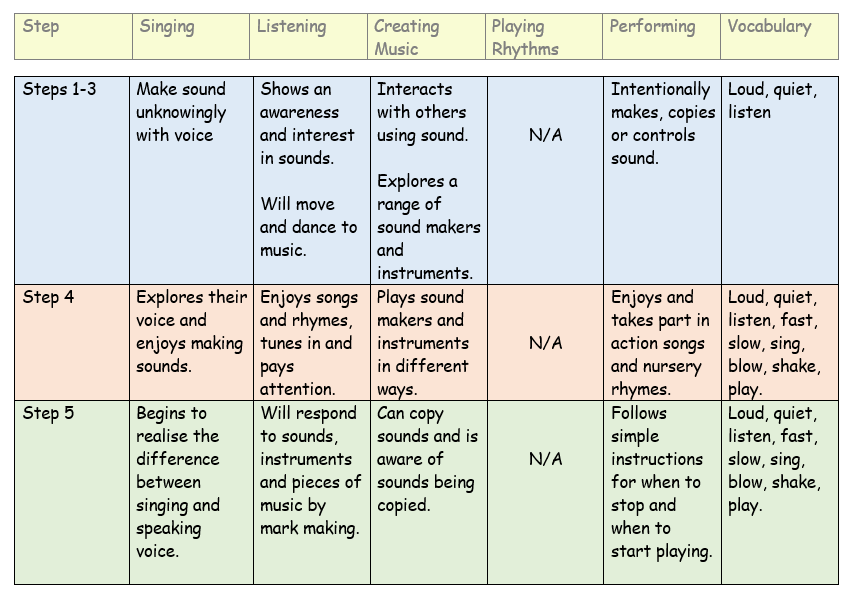 Step
Singing
Listening
Creating
Music
Playing
Rhythms
Performing
Vocabulary
Steps 1-3
Make sound
unknowingly
with voice
Shows an
awareness
and interest
in sounds.
Will move
and dance to
music.
Interacts
with others
using sound.
Explores a
range of
sound makers
and
instruments.
N/A
Intentionally
makes, copies
or controls
sound.
Loud, quiet,
listen
Step 4
Explores their
voice and
enjoys making
sounds.
Enjoys songs
and rhymes,
tunes in and
pays
attention.
Plays sound
makers and
instruments
in different
ways.
N/A
Enjoys and
takes part in
action songs
and nursery
rhymes.
Loud, quiet,
listen, fast,
slow, sing,
blow, shake,
play.
Step 5
Begins to
realise the
difference
between
singing and
speaking
voice.
Will respond
to sounds,
instruments
and pieces of
music by
mark making.
Can copy
sounds and is
aware of
sounds being
copied.
N/A
Follows
simple
instructions
for when to
stop and
when to
start playing.
Loud, quiet,
listen, fast,
slow, sing,
blow, shake,
play.